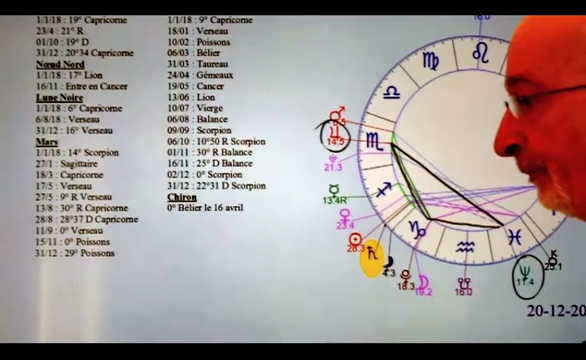 1/1/18 : 19° Capricorne
23/4 : 21° R
01/10 : 19° D
31/12 : 20°34 Capricorne
Nœud Nord
1/1/18 : 17° Lion
16/11 : Entre en Cancer
Lune Noire
1/1/18 : 6° Capricorne
6/8/18 : Verseau
31/12 : 16° Verseau
Mars
1/1/18 : 14° Scorpion
27/1 : Sagittaire
18/3 : Capricorne
17/5 : Verseau
27/5 : 9° R Verseau
13/8 : 30° R Capricorne
28/8 : 28°37 D Capricorne
11/9 : 0° Verseau
15/11 : 0° Poissons
31/12 : 29° Poissons
1/1/18 : 9° Capricorne
18/01 : Verseau
10/02 : Poissons
06/03 : Bélier
31/03 : Taureau
24/04 : Gémeaux
19/05 : Cancer
13/06 : Lion
10/07 : Vierge
06/08 : Balance
09/09 : Scorpion
06/10 : 10°50 R Scorpion
01/11 : 30° R Balance
16/11 : 25° D Balance
02/12 : 0° Scorpion
31/12 : 22°31 D Scorpion
Chiron
0° Bélier le 16 avril
16.0
14.5
21.3
13.4R
23.4
28.3
4.3
18.3
19.2
16.0
11.4
25.1
20-12-20